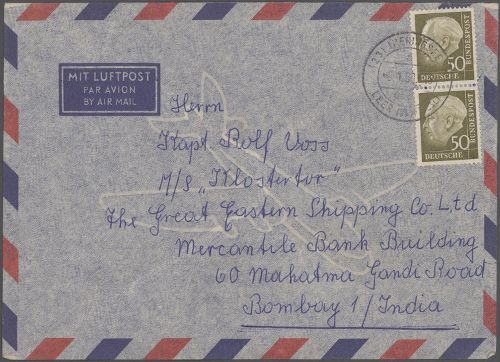 MIT LUFTPOST
PAR AVION
BY AIR MAIL
50
DEUTSCHE
BUNDESPOST
50
DEUTSCHE
BUNDESPOST
Herrn
Kapt. Rolf Voss
M/S „Klostertor"
The Great Eastern Shipping Co. Ltd
Mercantile Bank Building
60 Mahatma Gandi Road
Bombay 1 / India